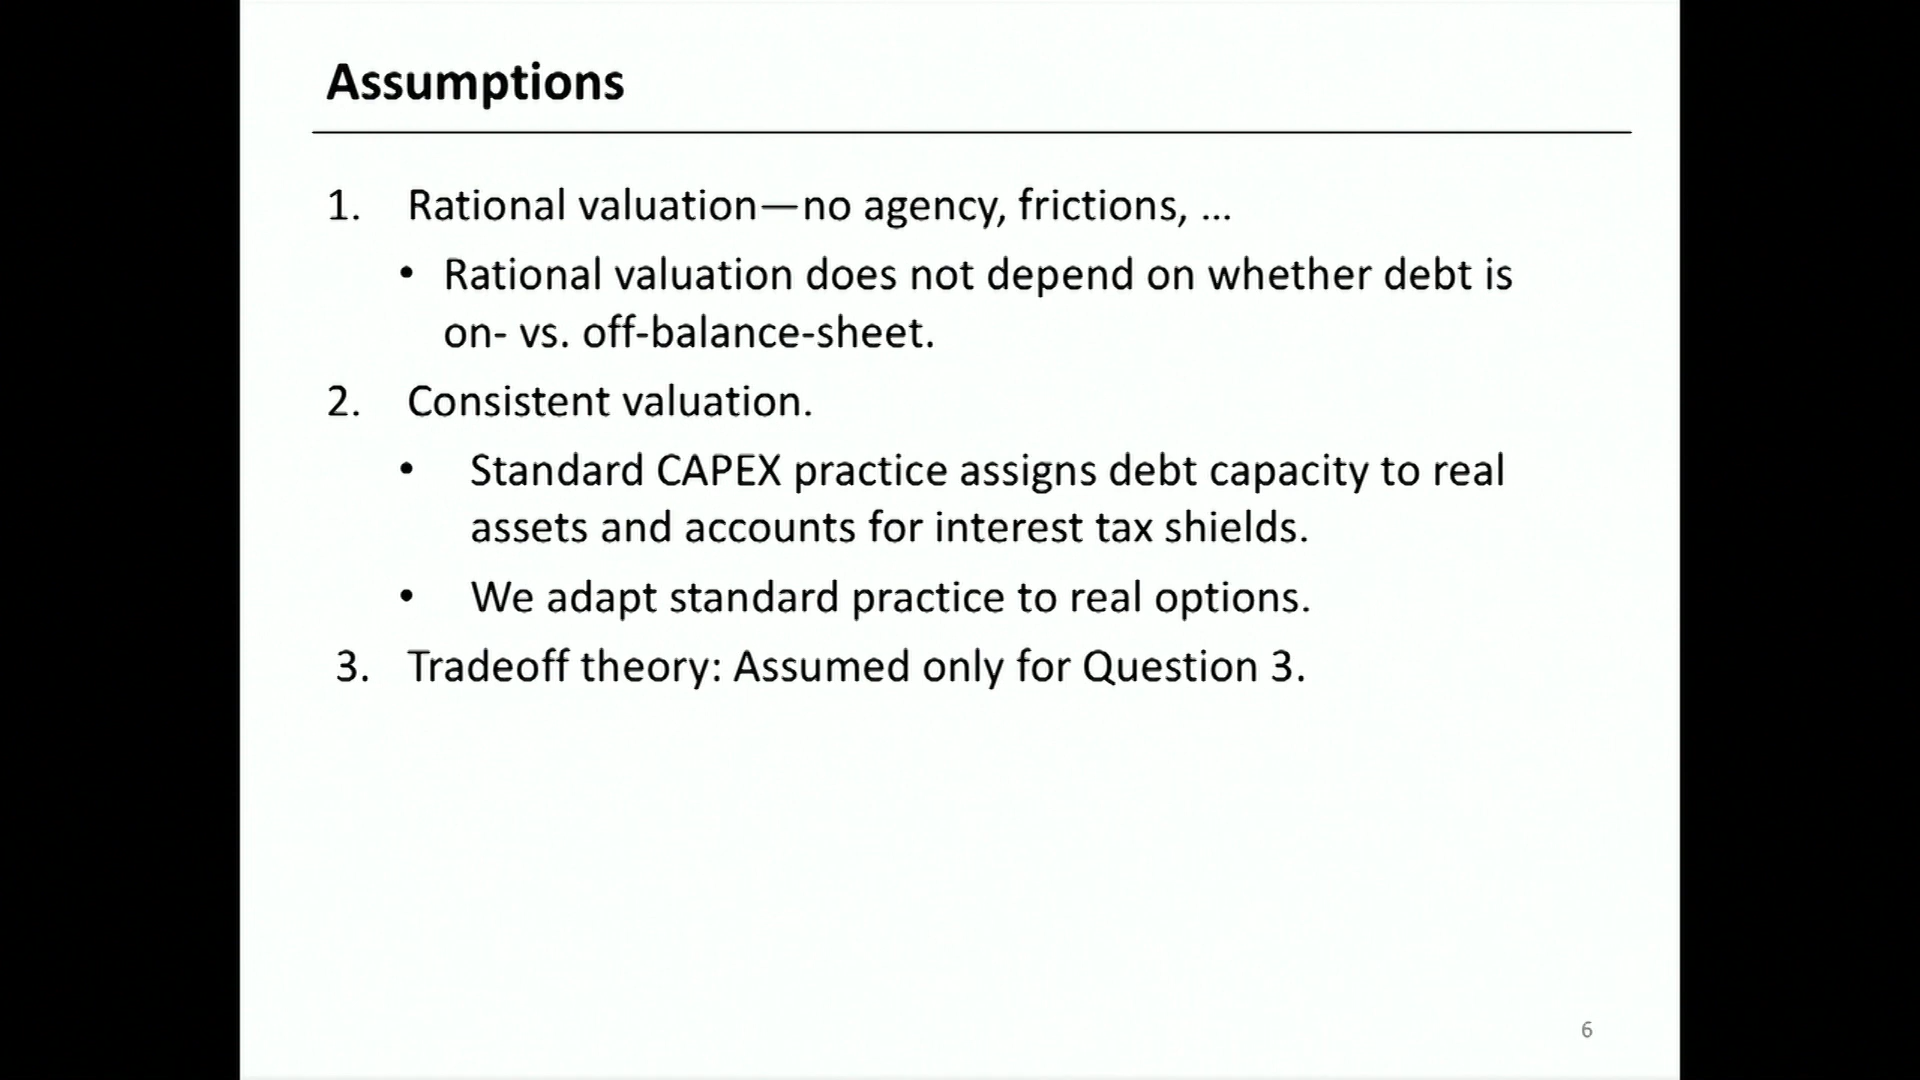 Assumptions
1. Rational valuation—no agency, frictions, ...
• Rational valuation does not depend on whether debt is
on- vs. off-balance-sheet.
2. Consistent valuation.
• Standard CAPEX practice assigns debt capacity to real
assets and accounts for interest tax shields.
• We adapt standard practice to real options.
3. Tradeoff theory: Assumed only for Question 3.
6